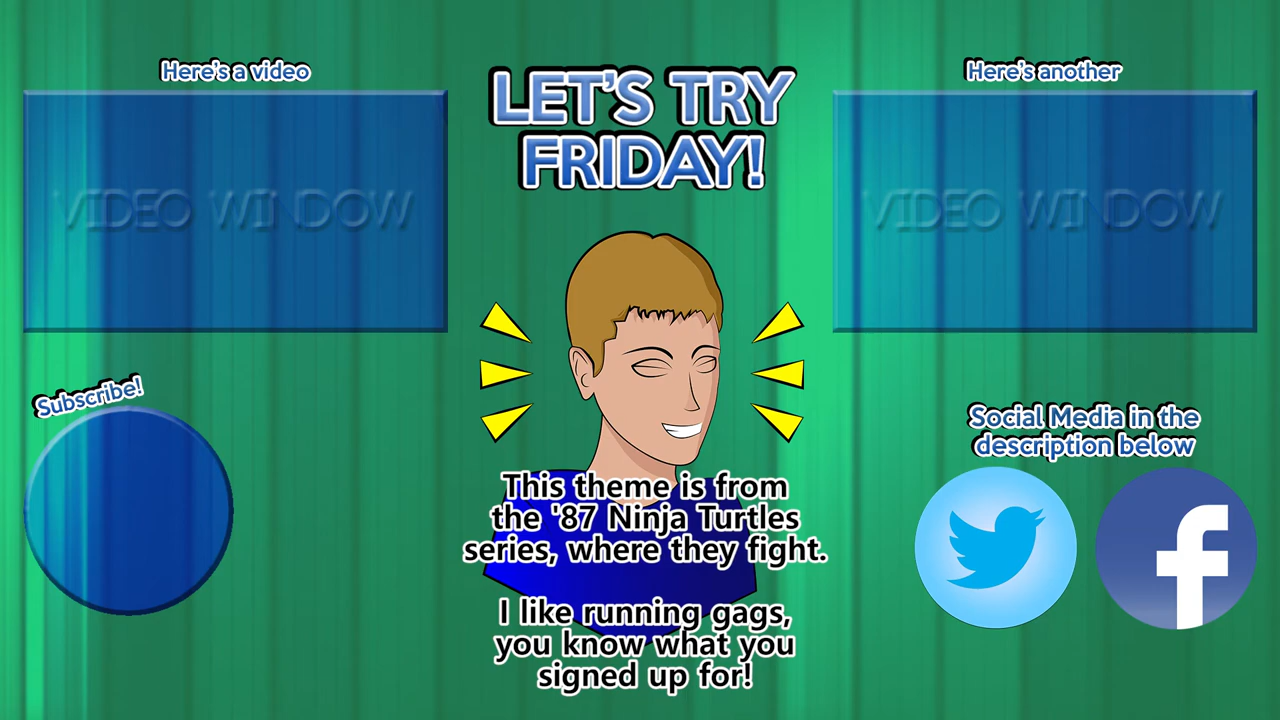 Here's a video
LET'S TRY
FRIDAY!
Here's another
VIDEO WINDOW
VIDEO WINDOW
Subscribe!
Social Media in the
description below
This theme is from
the '87 Ninja Turtles
series, where they fight.
I like running gags,
you know what you
signed up for!